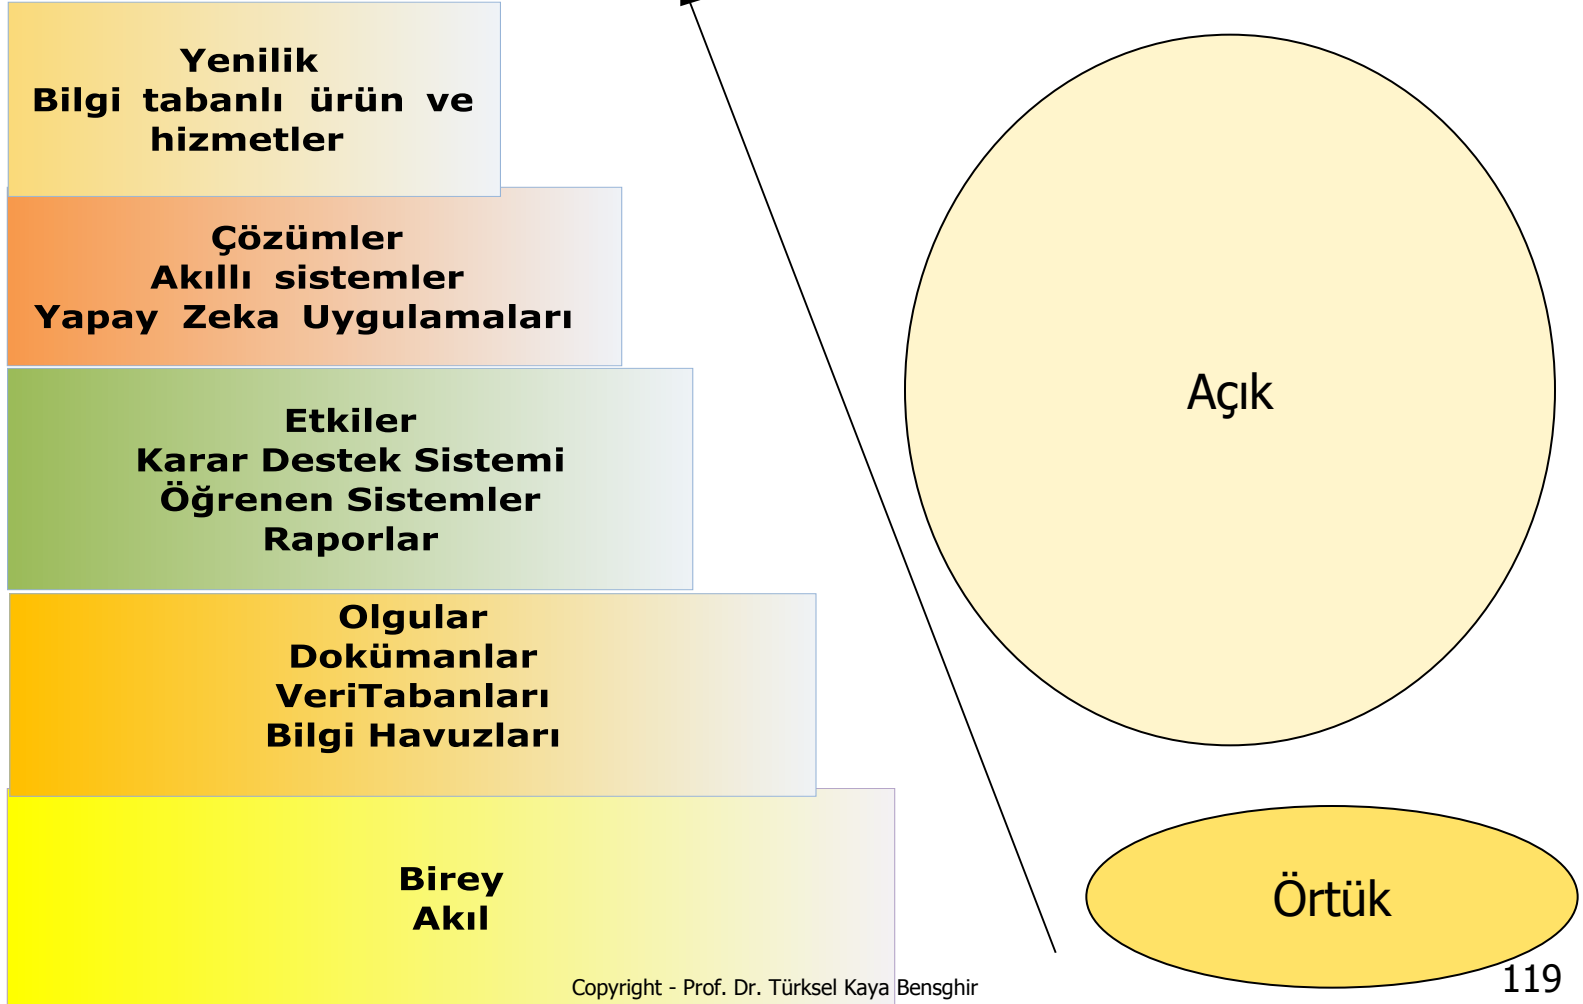 Yenilik
Bilgi tabanlı ürün ve
hizmetler
Çözümler
Akıllı sistemler
Yapay Zeka Uygulamaları
Etkiler
Karar Destek Sistemi
Öğrenen Sistemler
Raporlar
Olgular
Dokümanlar
VeriTabanları
Bilgi Havuzları
Birey
Akıl
Açık
Örtük
Copyright - Prof. Dr. Türksel Kaya Bensghir
119